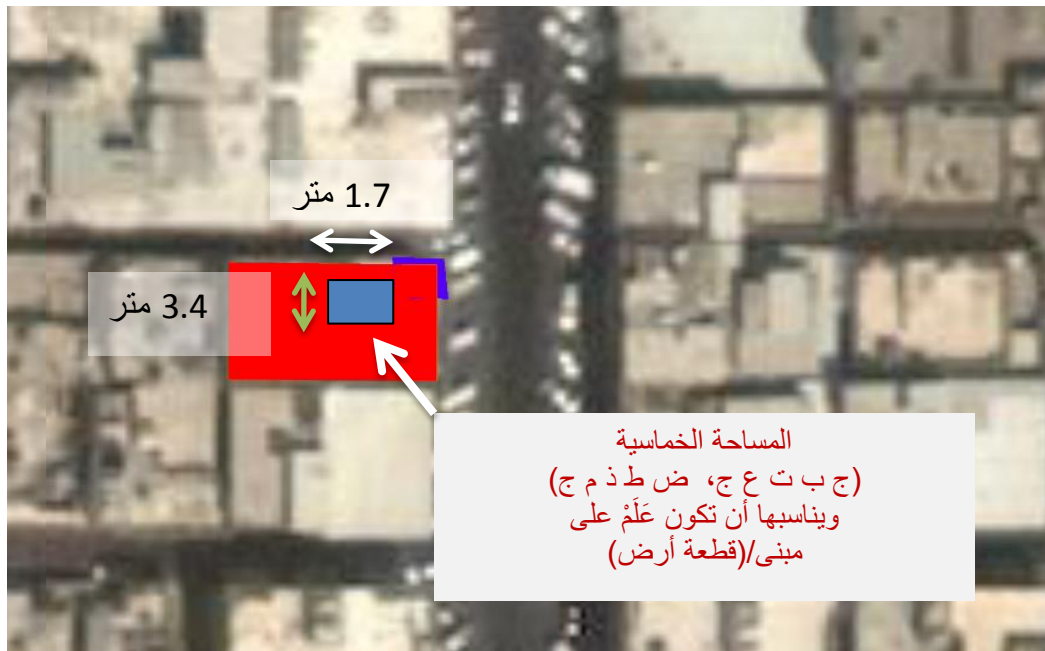 1.7 متر
3.4 متر
المساحة الخماسية
(ج ب ت ع ج، ض ط ذ م ج)
ويناسبها أن تكون عَلَمْ على
مبنى/(قطعة أرض)